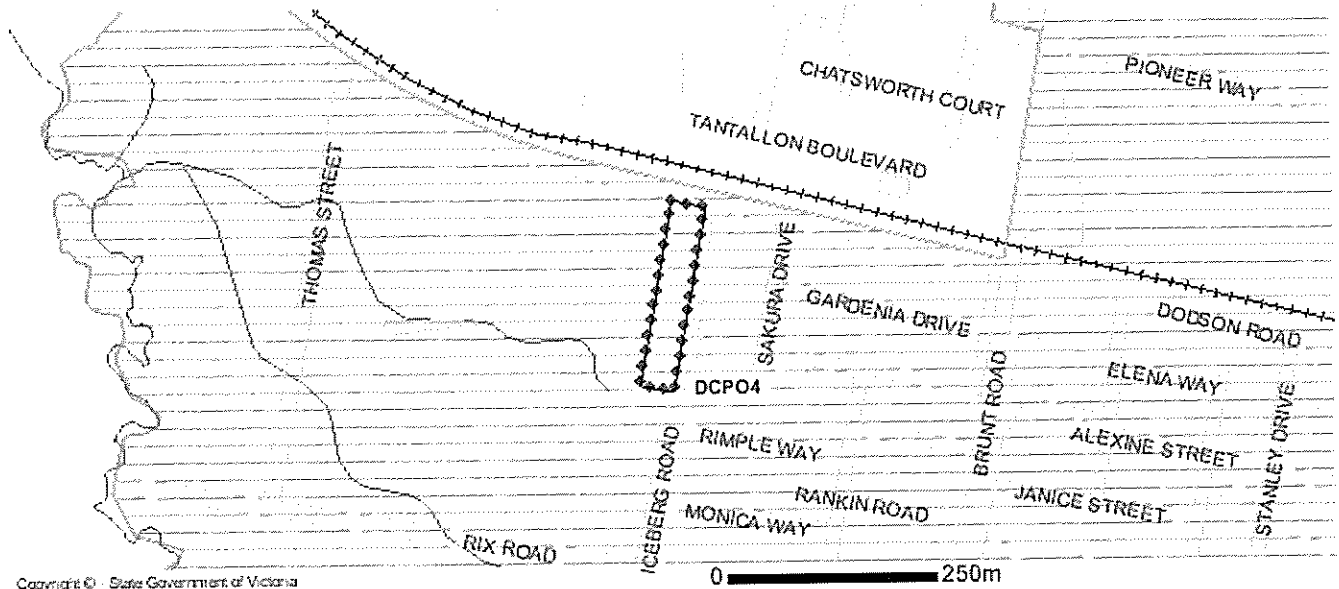 PIONEER WAY
CHATSWORTH COURT
TANTALLON BOULEVARD
THOMAS STREET
SAKURA DRIVE
GARDENIA DRIVE
DODSON ROAD
DCPO4
ELENA WAY
BRUNT ROAD
STANLEY DRIVE
RIMPLE WAY
ALEXINE STREET
ICEBERG ROAD
RANKIN ROAD
JANICE STREET
MONICA WAY
RIX ROAD
Copyright © - State Government of Victoria
0 250m